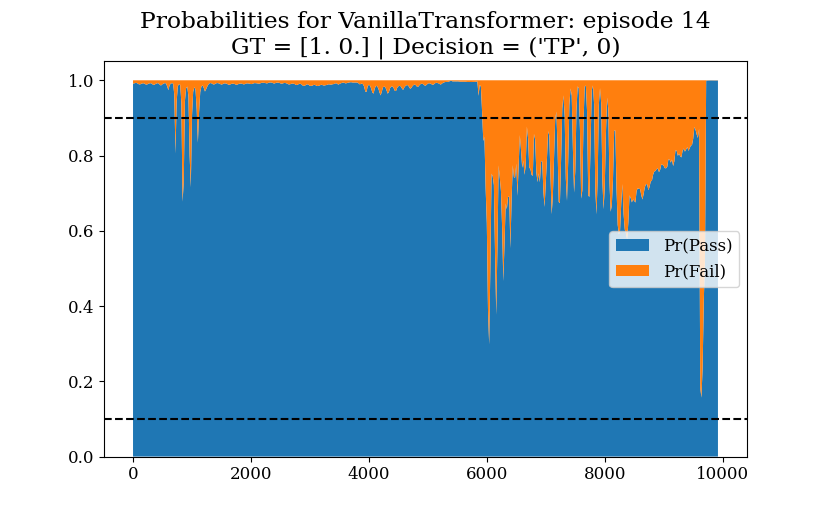 Probabilities for VanillaTransformer: episode 14
GT = [1. 0.] | Decision = ('TP', 0)
1.0
0.8
0.6
0.4
0.2
0.0
Pr(Pass)
Pr(Fail)
0 2000 4000 6000 8000 10000